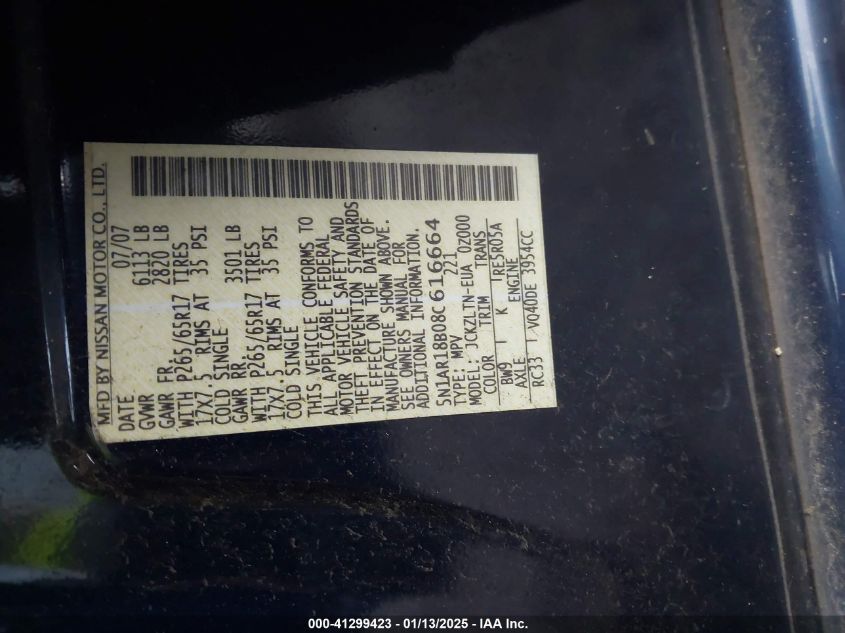 MFD BY NISSAN MOTOR CO., LTD.
DATE 07/07
GVWR 6113 LB
GAWR FR. 2820 LB
WITH P265/65R17 TIRES
17X7.5 RIMS AT 35 PSI
COLD SINGLE
GAWR RR. 3501 LB
WITH P265/65R17 TIRES
17X7.5 RIMS AT 35 PSI
COLD SINGLE
THIS VEHICLE CONFORMS TO
ALL APPLICABLE FEDERAL
MOTOR VEHICLE SAFETY AND
THEFT PREVENTION STANDARDS
IN EFFECT ON THE DATE OF
MANUFACTURE SHOWN ABOVE.
SEE OWNERS MANUAL FOR
ADDITIONAL INFORMATION.
5N1AR18B08C616664
TYPE: MPV 221
MODEL: JCKZLTN-EUA 0Z000
COLOR TRIM TRANS
BW9 K RE5R05A
AXLE ENGINE
RC33 VQ40DE 3954CC
000-41299423 - 01/13/2025 - IAA Inc.